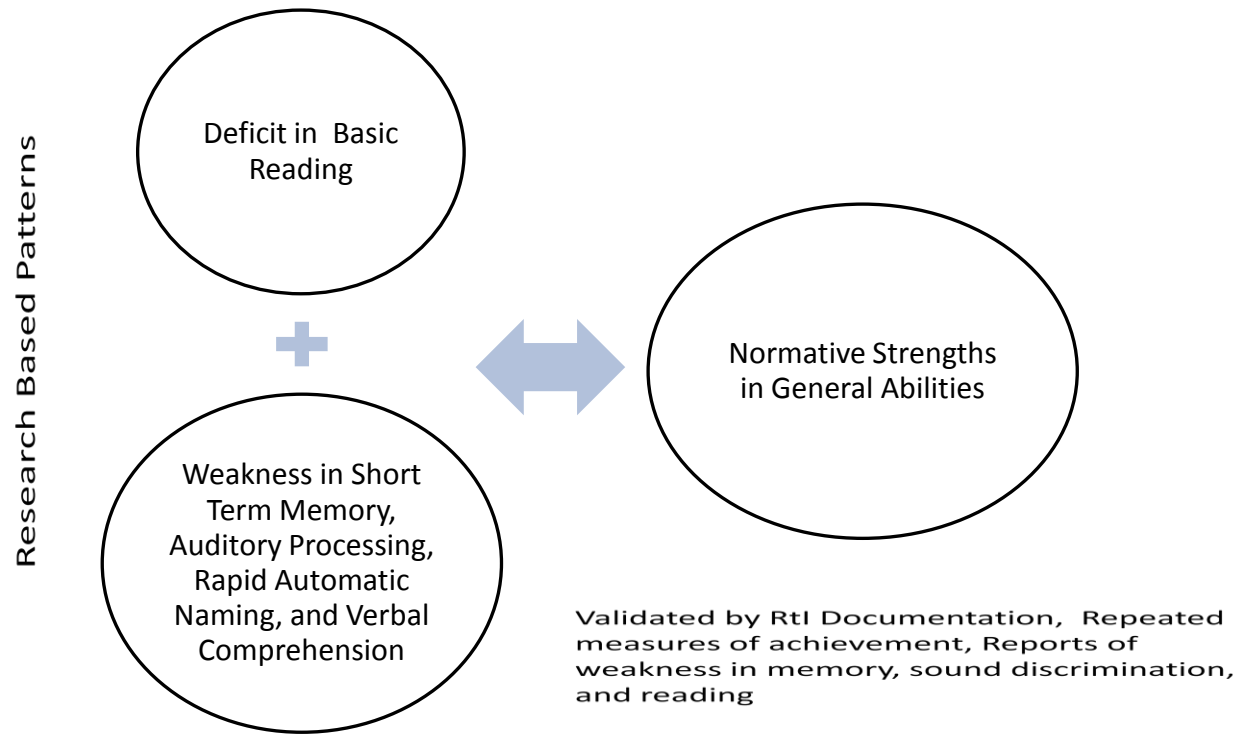 Research Based Patterns
Deficit in Basic
Reading
Weakness in Short
Term Memory,
Auditory Processing,
Rapid Automatic
Naming, and Verbal
Comprehension
Normative Strengths
in General Abilities
Validated by RtI Documentation, Repeated
measures of achievement, Reports of
weakness in memory, sound discrimination,
and reading